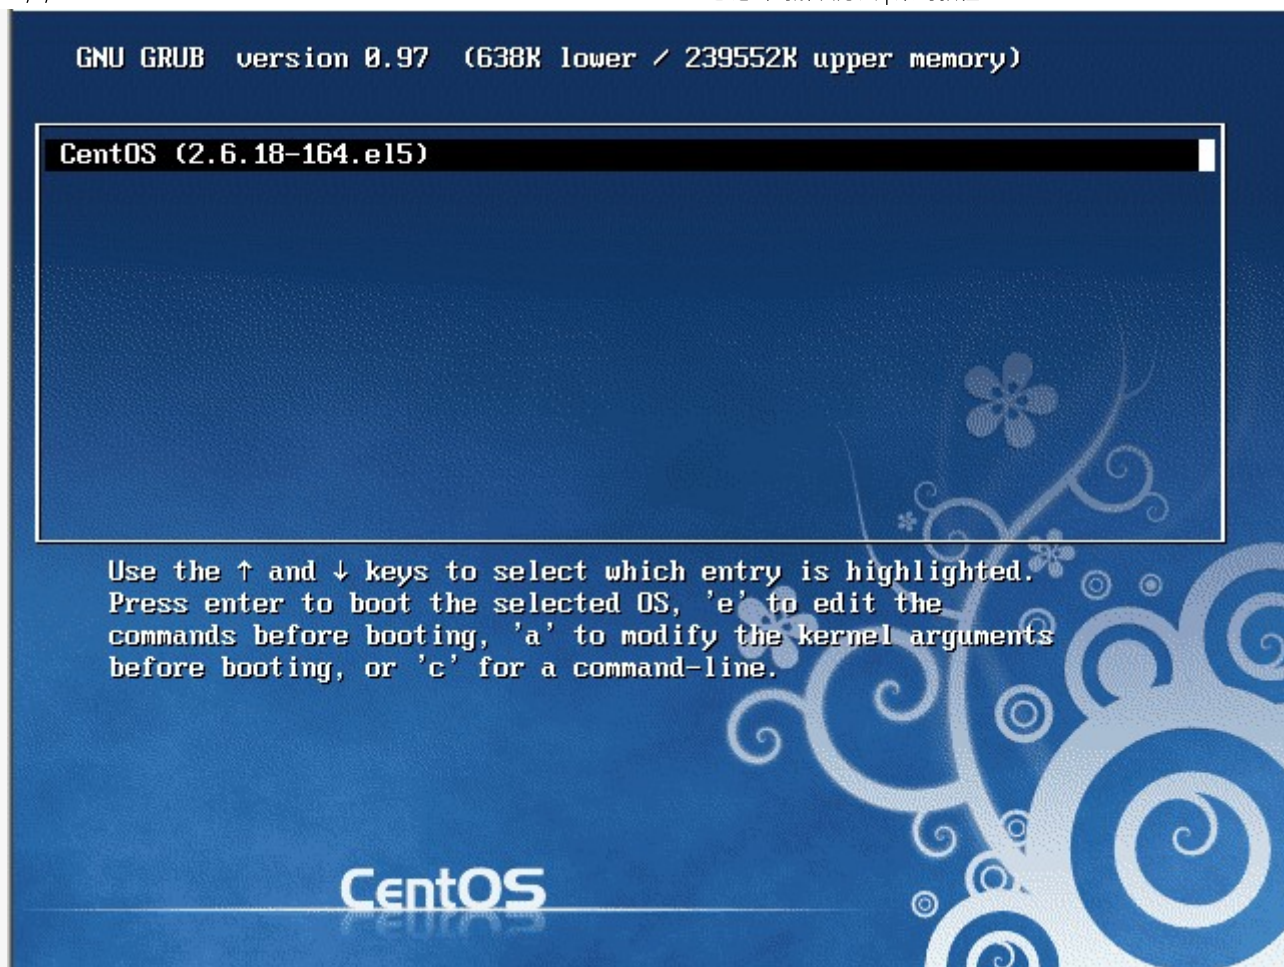 GNU GRUB version 0.97 (638K lower / 239552K upper memory)
CentOS (2.6.18-164.el5)
Use the ↑ and ↓ keys to select which entry is highlighted.
Press enter to boot the selected OS, 'e' to edit the
commands before booting, 'a' to modify the kernel arguments
before booting, or 'c' for a command-line.
CentOS